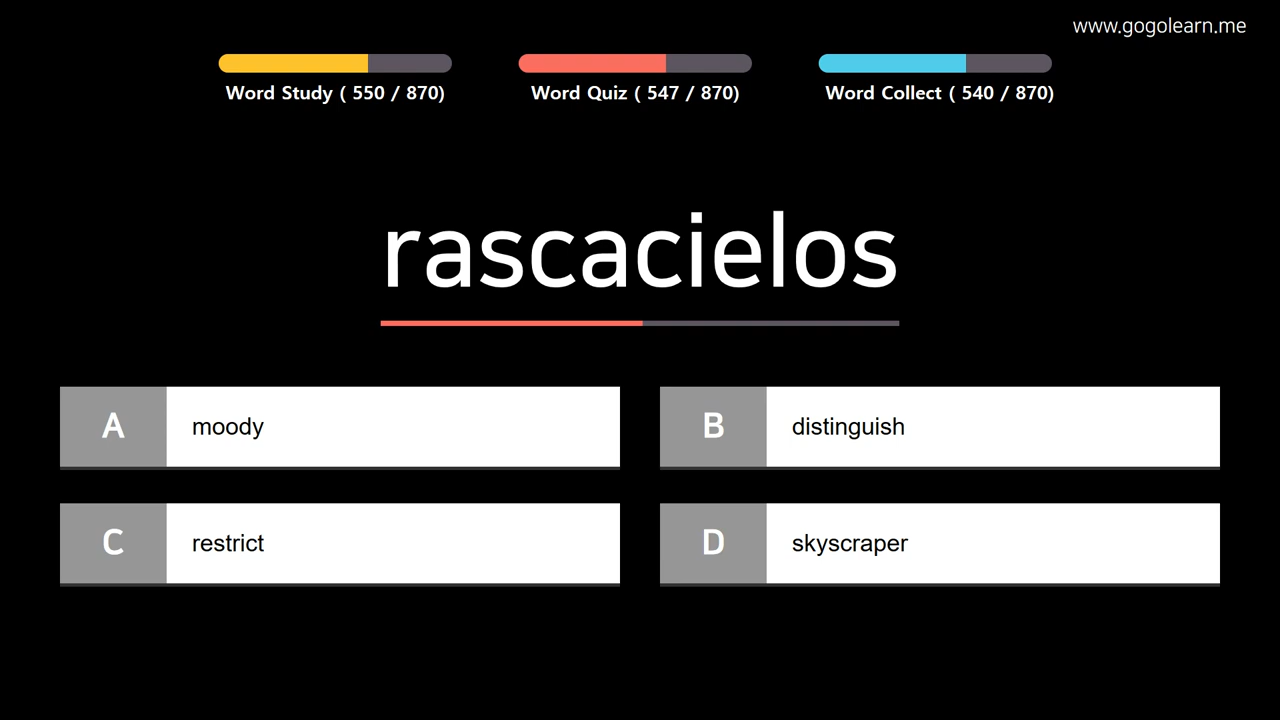 www.gogolearn.me
Word Study ( 550 / 870)
Word Quiz ( 547 / 870)
Word Collect ( 540 / 870)
rascacielos
A moody
B distinguish
C restrict
D skyscraper